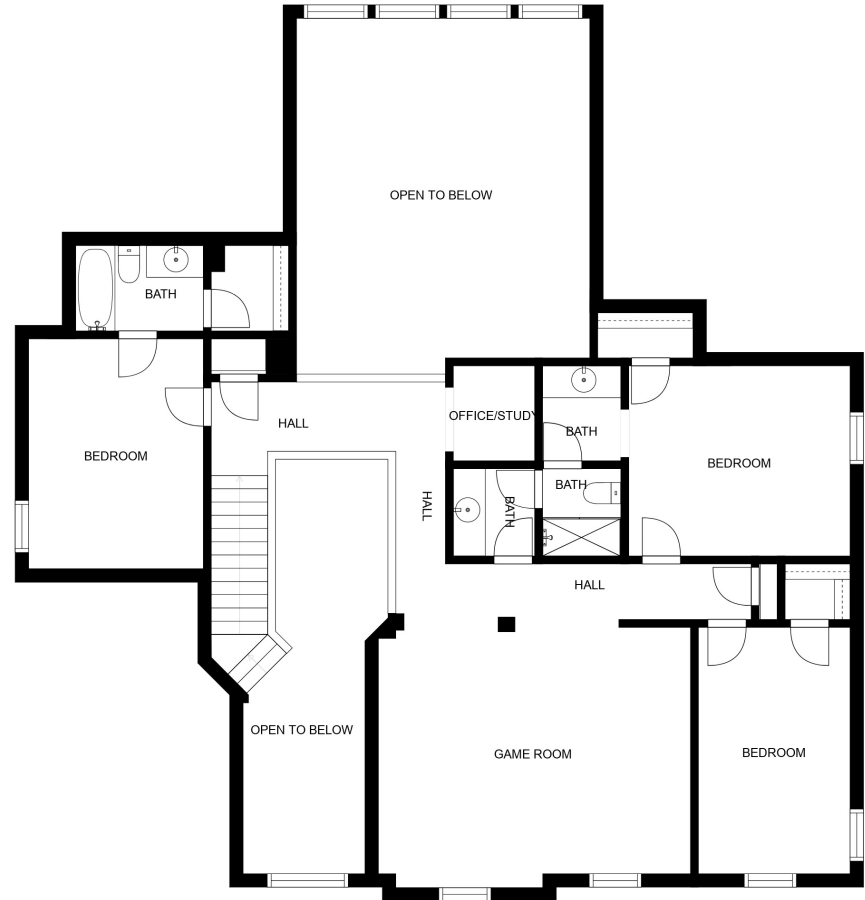 OPEN TO BELOW
BATH
HALL
OFFICE/STUDY
BATH
BEDROOM
BEDROOM
BATH
HALL
BATH
HALL
OPEN TO BELOW
GAME ROOM
BEDROOM